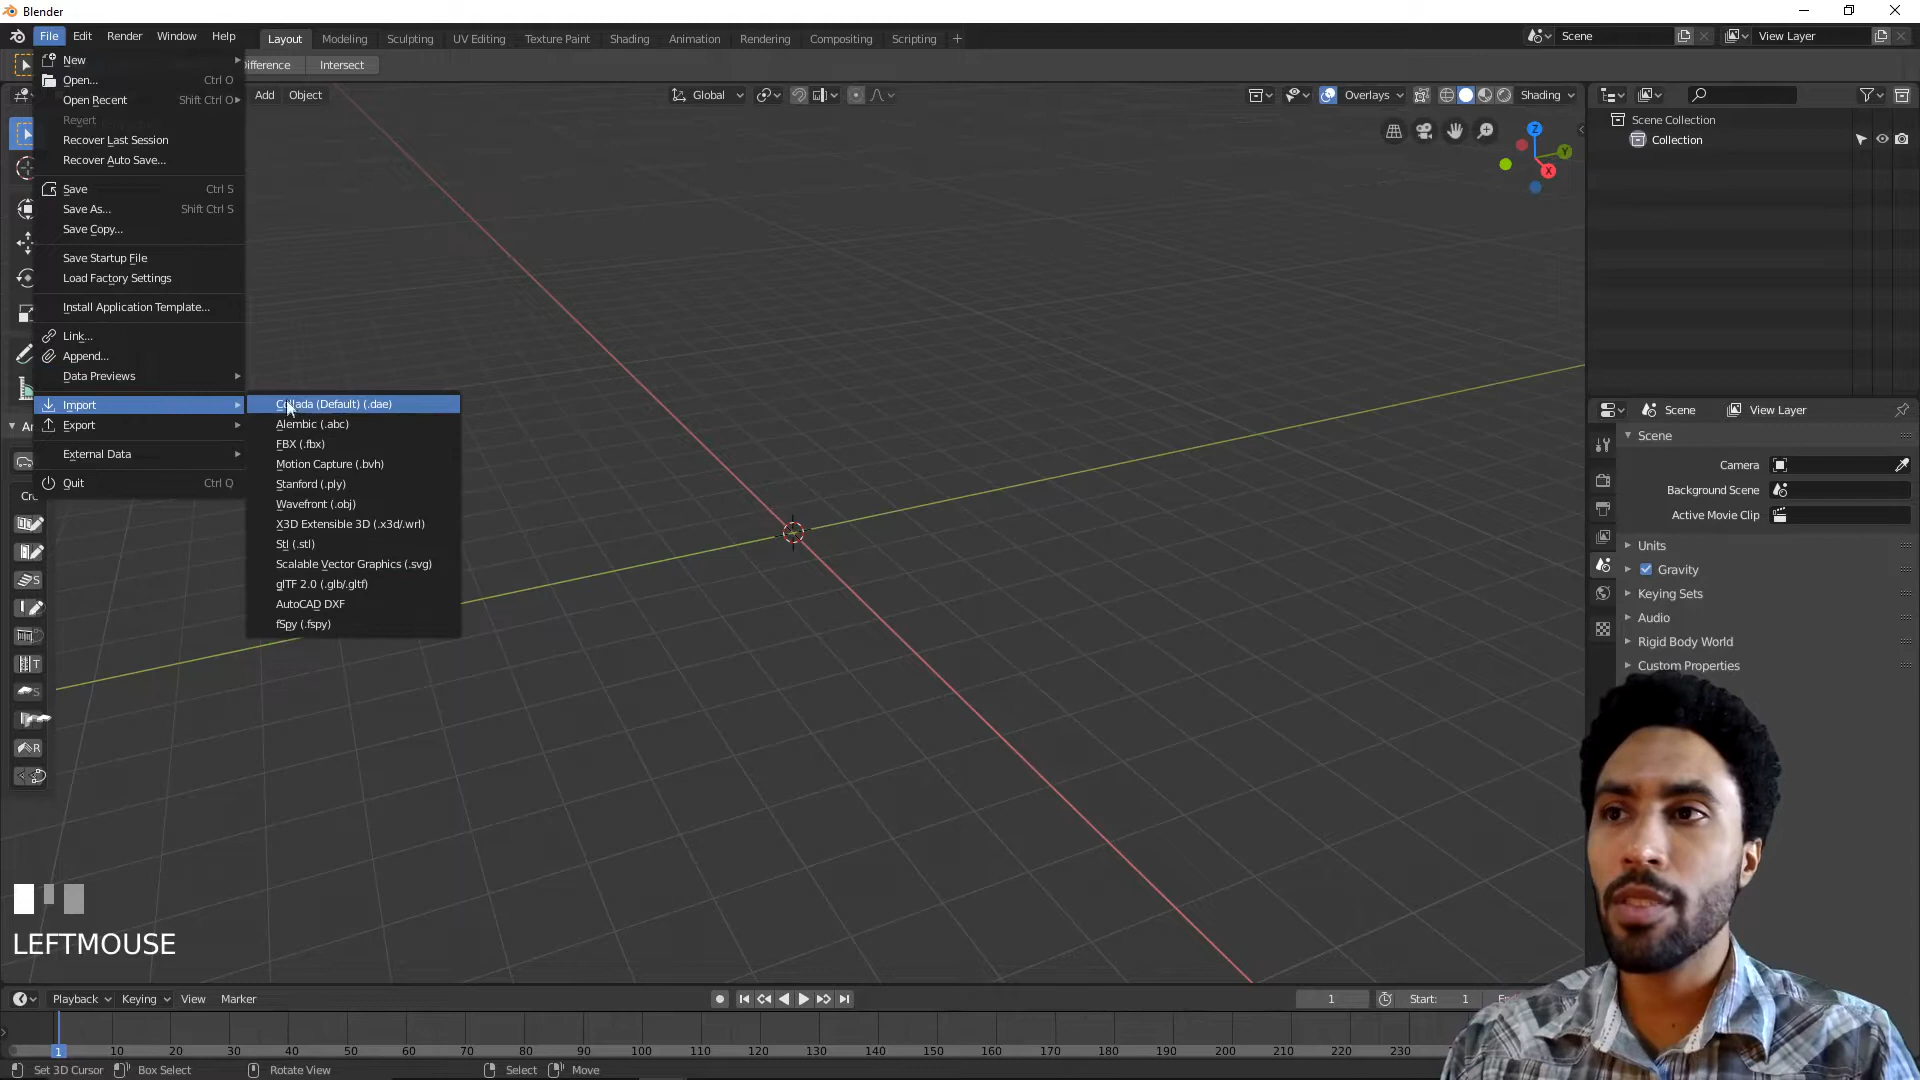 Blender
File Edit Render Window Help
Layout Modeling Sculpting UV Editing Texture Paint Shading Animation Rendering Compositing Scripting +
Scene
View Layer
New
Open... Ctrl O
Open Recent Shift Ctrl O
Revert
Recover Last Session
Recover Auto Save...
Save Ctrl S
Save As... Shift Ctrl S
Save Copy...
Save Startup File
Load Factory Settings
Install Application Template...
Link...
Append...
Data Previews
Import
Export
External Data
Quit Ctrl Q
Intersect
Add Object
Global
Overlays
Shading
Z
Y
X
Collada (Default) (.dae)
Alembic (.abc)
FBX (.fbx)
Motion Capture (.bvh)
Stanford (.ply)
Wavefront (.obj)
X3D Extensible 3D (.x3d/.wrl)
Stl (.stl)
Scalable Vector Graphics (.svg)
glTF 2.0 (.glb/.gltf)
AutoCAD DXF
fSpy (.fspy)
S
T
S
R
Scene Collection
Collection
Scene View Layer
Scene
Camera
Background Scene
Active Movie Clip
Units
Gravity
Keying Sets
Audio
Rigid Body World
Custom Properties
LEFTMOUSE
Playback Keying View Marker
1
Start: 1
1 10 20 30 40 50 60 70 80 90 100 110 120 130 140 150 160 170 180 190 200 210 220 230
Set 3D Cursor Box Select Rotate View Select Move